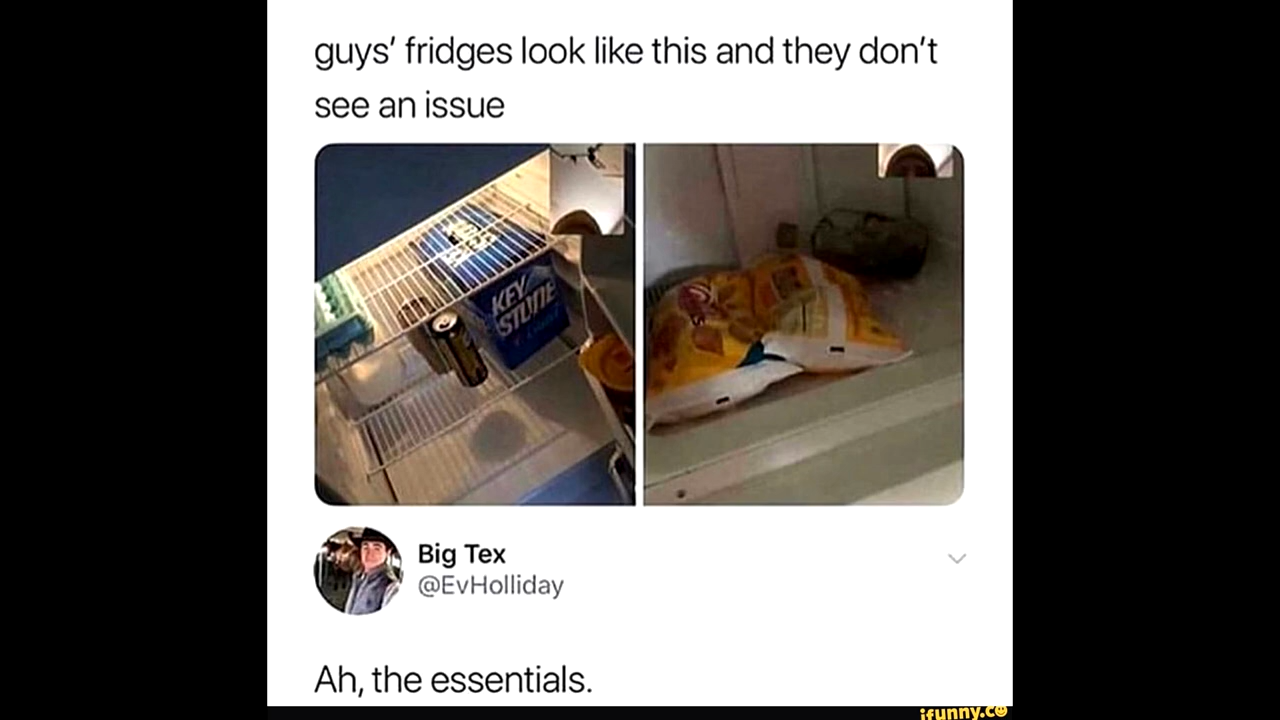 guys' fridges look like this and they don't
see an issue
KEY
STONE
LIGHT
Big Tex
@EvHolliday
Ah, the essentials.
ifunny.co